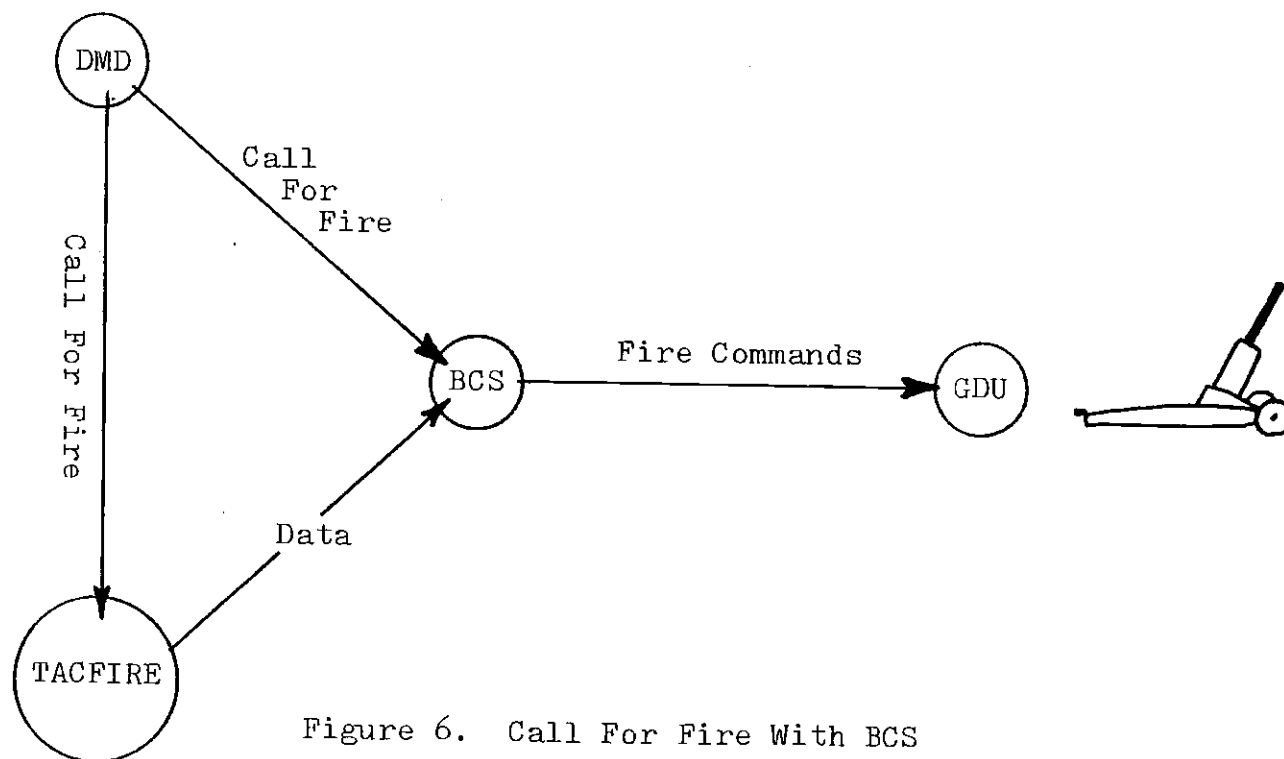 DMD
Call
For
Fire
Call For Fire
BCS
Fire Commands
GDU
Data
TACFIRE
Figure 6. Call For Fire With BCS